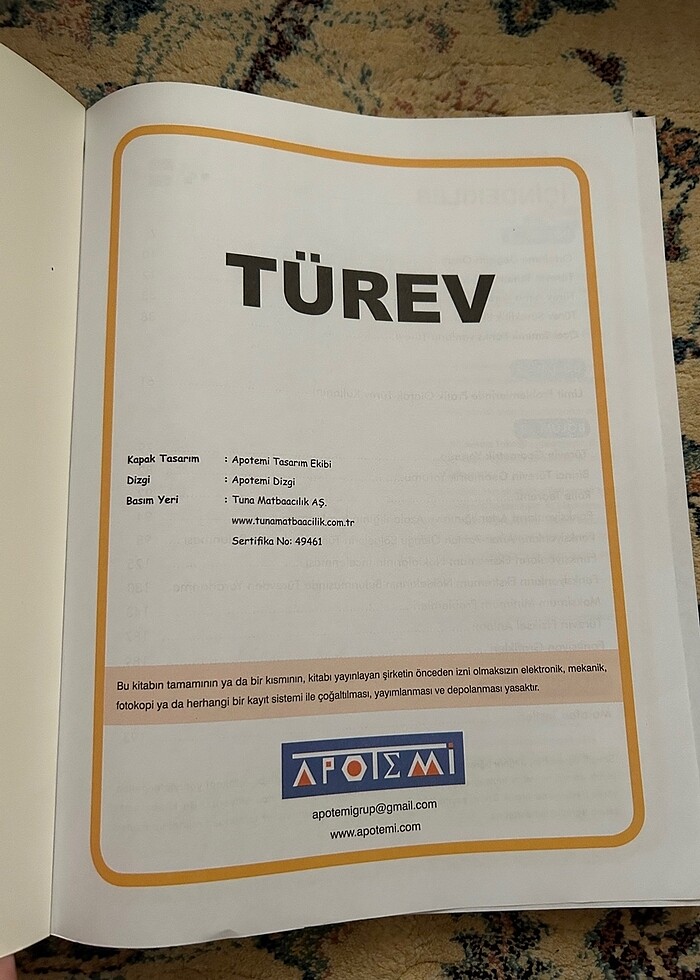 TÜREV
Kapak Tasarım : Apotemi Tasarım Ekibi
Dizgi : Apotemi Dizgi
Basım Yeri : Tuna Matbaacılık AŞ.
www.tunamatbaacilik.com.tr
Sertifika No: 49461
Bu kitabın tamamının ya da bir kısmının, kitabı yayınlayan şirketin önceden izni olmaksızın elektronik, mekanik,
fotokopi ya da herhangi bir kayıt sistemi ile çoğaltılması, yayımlanması ve depolanması yasaktır.
APOTEMİ
apotemigrup@gmail.com
www.apotemi.com